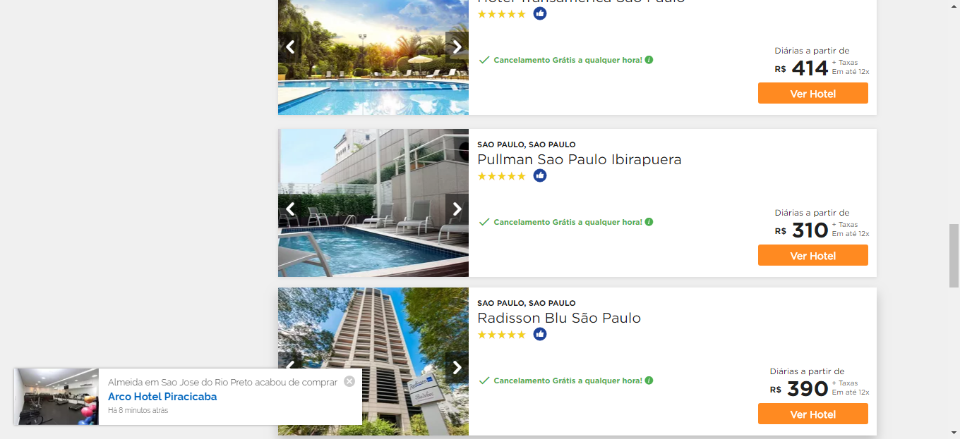 Hotel Transamerica São Paulo
Cancelamento Grátis a qualquer hora!
Diárias a partir de
R$ 414 + Taxas
Em até 12x
Ver Hotel
SAO PAULO, SAO PAULO
Pullman Sao Paulo Ibirapuera
Cancelamento Grátis a qualquer hora!
Diárias a partir de
R$ 310 + Taxas
Em até 12x
Ver Hotel
SAO PAULO, SAO PAULO
Radisson Blu São Paulo
Cancelamento Grátis a qualquer hora!
Diárias a partir de
R$ 390 + Taxas
Em até 12x
Ver Hotel
Almeida em Sao Jose do Rio Preto acabou de comprar
Arco Hotel Piracicaba
Há 8 minutos atrás